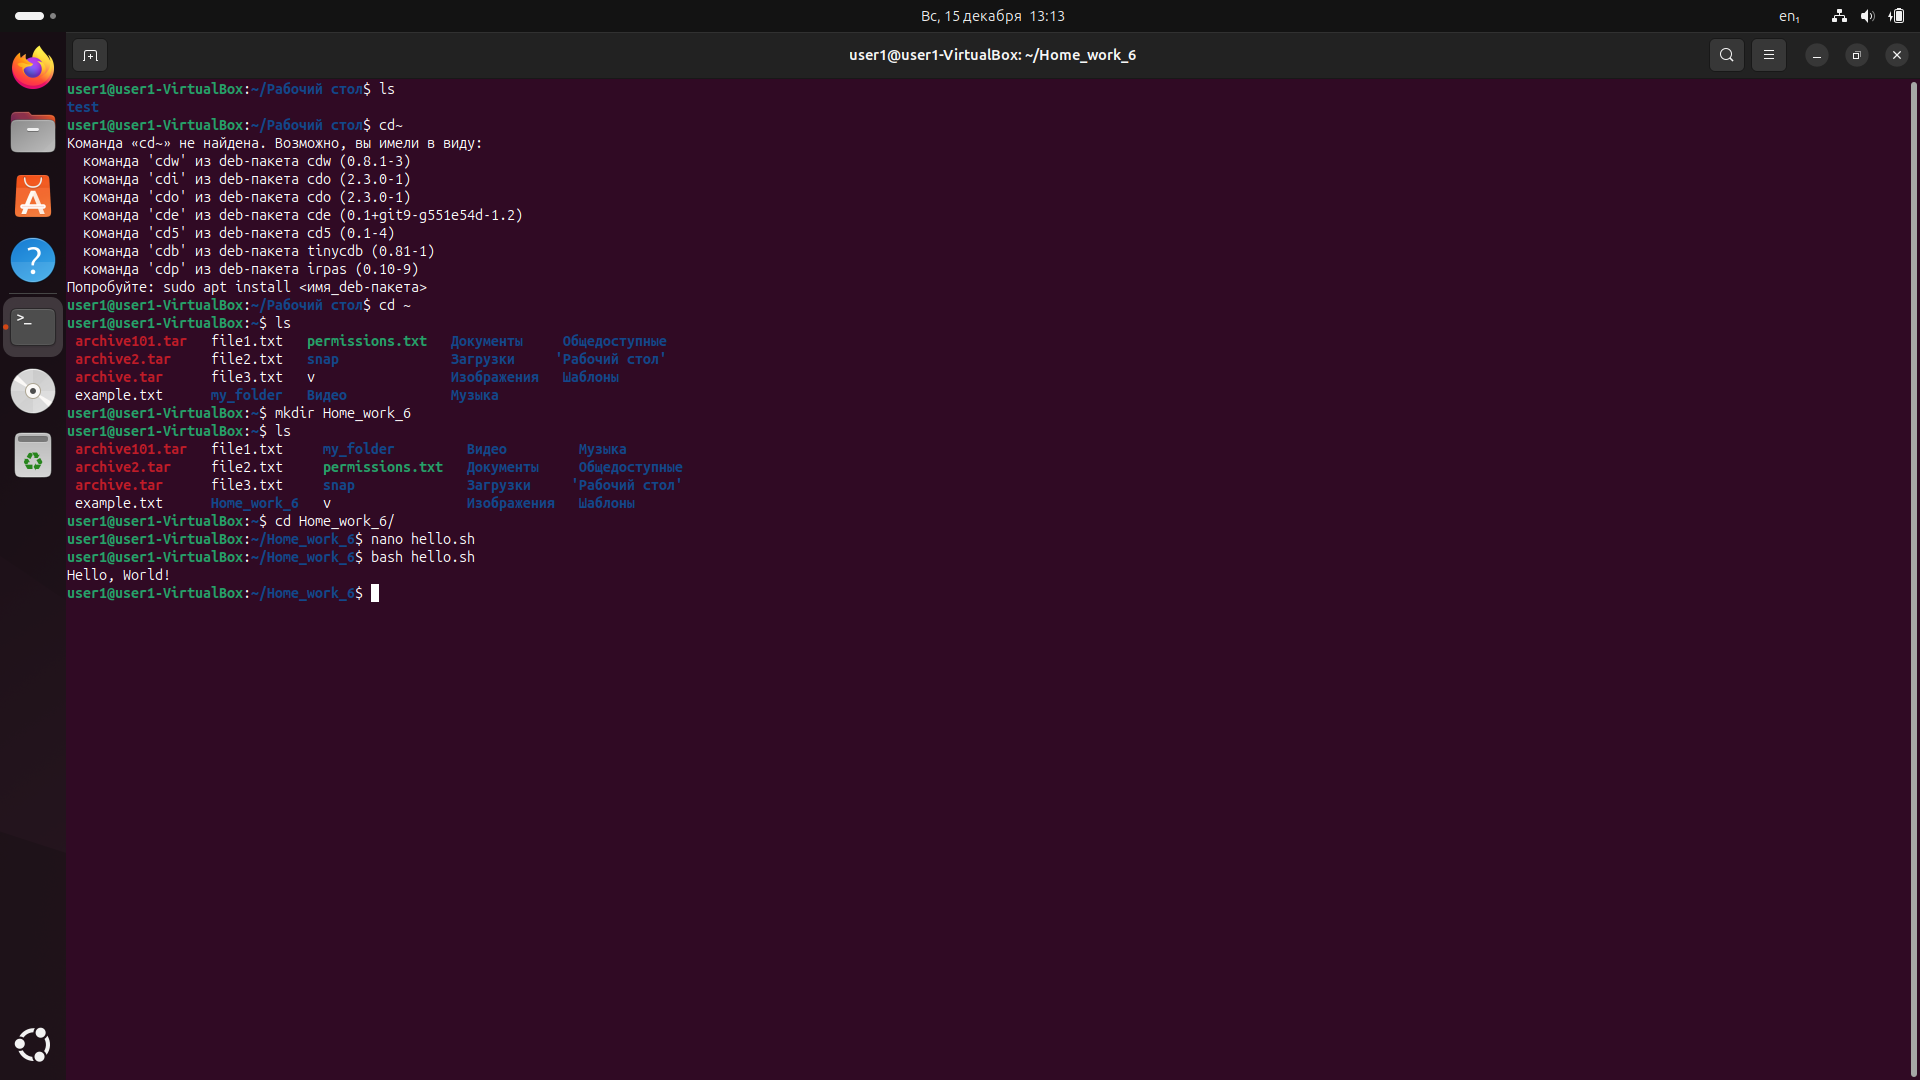 Вс, 15 декабря 13:13
en₁
user1@user1-VirtualBox: ~/Home_work_6
user1@user1-VirtualBox:~/Рабочий стол$ ls
test
user1@user1-VirtualBox:~/Рабочий стол$ cd~
Команда «cd~» не найдена. Возможно, вы имели в виду:
  команда 'cdw' из deb-пакета cdw (0.8.1-3)
  команда 'cdi' из deb-пакета cdo (2.3.0-1)
  команда 'cdo' из deb-пакета cdo (2.3.0-1)
  команда 'cde' из deb-пакета cde (0.1+git9-g551e54d-1.2)
  команда 'cd5' из deb-пакета cd5 (0.1-4)
  команда 'cdb' из deb-пакета tinycdb (0.81-1)
  команда 'cdp' из deb-пакета irpas (0.10-9)
Попробуйте: sudo apt install <имя_deb-пакета>
user1@user1-VirtualBox:~/Рабочий стол$ cd ~
user1@user1-VirtualBox:~$ ls
 archive101.tar   file1.txt   permissions.txt   Документы     Общедоступные
 archive2.tar     file2.txt   snap              Загрузки     'Рабочий стол'
 archive.tar      file3.txt   v                 Изображения   Шаблоны
 example.txt      my_folder   Видео             Музыка
user1@user1-VirtualBox:~$ mkdir Home_work_6
user1@user1-VirtualBox:~$ ls
 archive101.tar   file1.txt     my_folder         Видео         Музыка
 archive2.tar     file2.txt     permissions.txt   Документы     Общедоступные
 archive.tar      file3.txt     snap              Загрузки     'Рабочий стол'
 example.txt      Home_work_6   v                 Изображения   Шаблоны
user1@user1-VirtualBox:~$ cd Home_work_6/
user1@user1-VirtualBox:~/Home_work_6$ nano hello.sh
user1@user1-VirtualBox:~/Home_work_6$ bash hello.sh
Hello, World!
user1@user1-VirtualBox:~/Home_work_6$